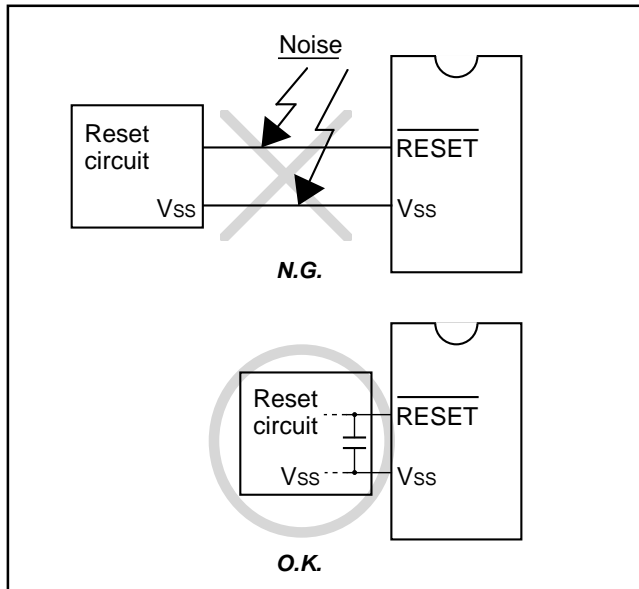 Noise
Reset
circuit
RESET
Vss
Vss
N.G.
Reset
circuit
RESET
Vss
Vss
O.K.